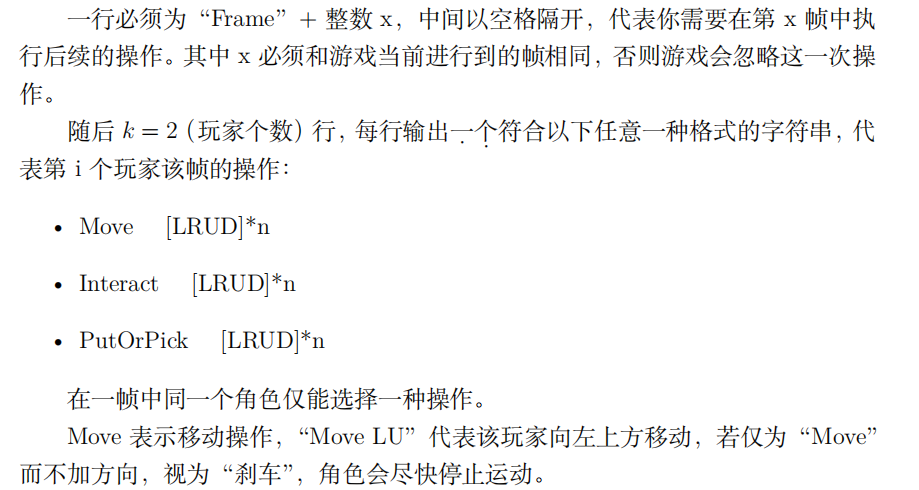 一行必须为“Frame”+ 整数 x，中间以空格隔开，代表你需要在第 x 帧中执
行后续的操作。其中 x 必须和游戏当前进行到的帧相同，否则游戏会忽略这一次操
作。
随后 k = 2（玩家个数）行，每行输出一个符合以下任意一种格式的字符串，代
表第 i 个玩家该帧的操作：
• Move [LRUD]*n
• Interact [LRUD]*n
• PutOrPick [LRUD]*n
在一帧中同一个角色仅能选择一种操作。
Move 表示移动操作，“Move LU”代表该玩家向左上方移动，若仅为“Move”
而不加方向，视为“刹车”，角色会尽快停止运动。